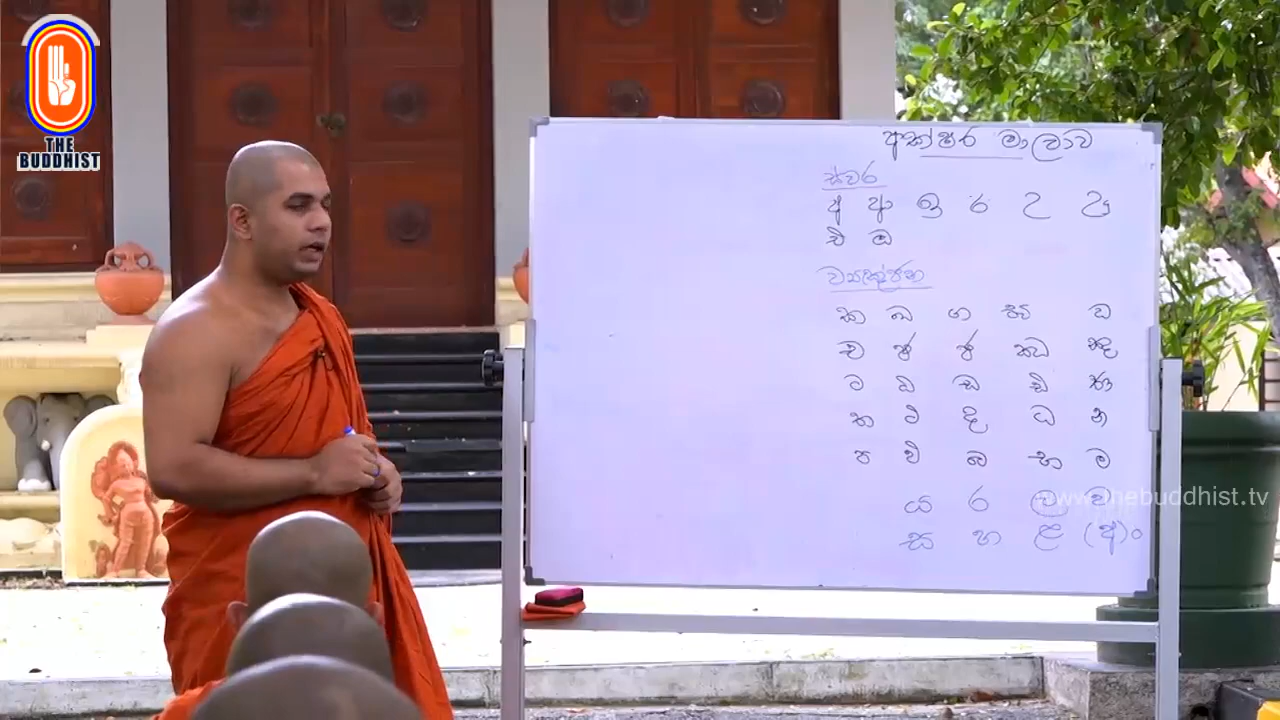 THE
BUDDHIST
අක්ෂර මාලාව
ස්වර
අ ආ ඉ ඊ උ ඌ
එ ඔ
ව්‍යඤ්ජන
ක ඛ ග ඝ ඞ
ච ඡ ජ ඣ ඤ
ට ඨ ඩ ඪ ණ
ත ථ ද ධ න
ප ඵ බ භ ම
ය ර ල ව
ස හ ළ (අ)ං
www.thebuddhist.tv